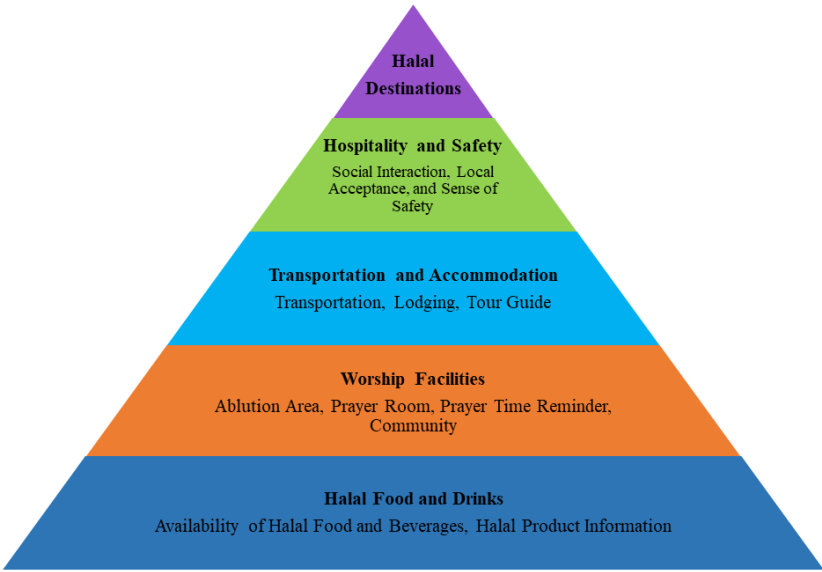 Halal
Destinations
Hospitality and Safety
Social Interaction, Local
Acceptance, and Sense of
Safety
Transportation and Accommodation
Transportation, Lodging, Tour Guide
Worship Facilities
Ablution Area, Prayer Room, Prayer Time Reminder,
Community
Halal Food and Drinks
Availability of Halal Food and Beverages, Halal Product Information